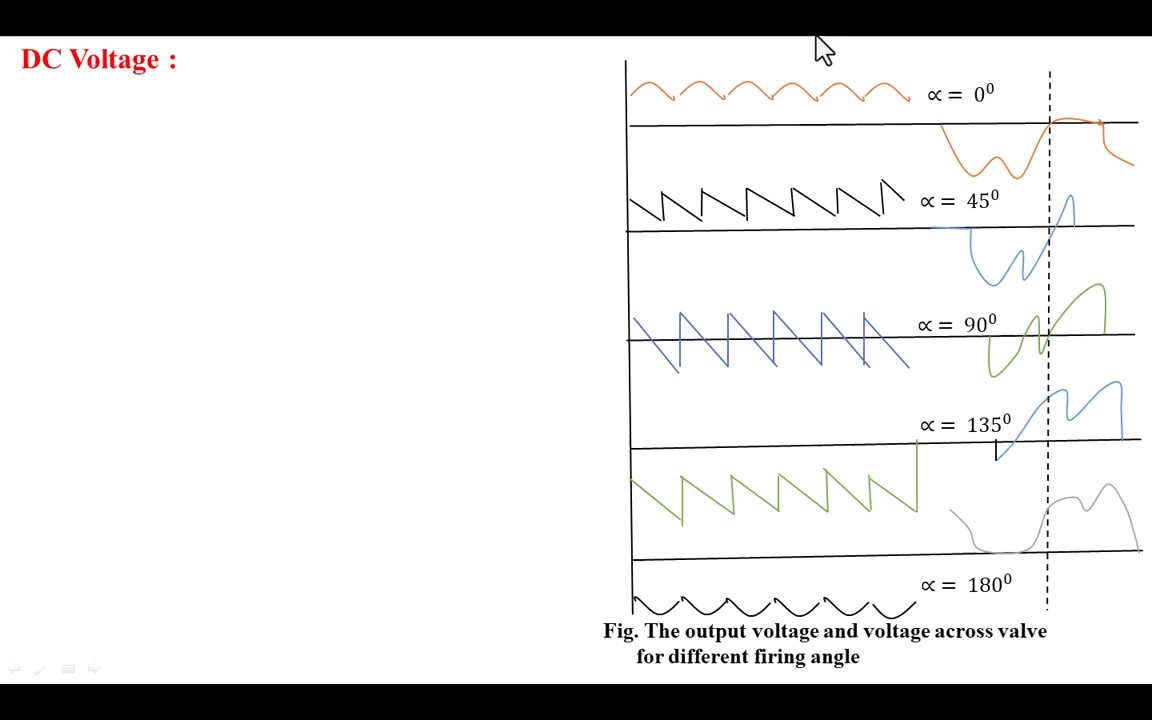 DC Voltage :
∝ = 0⁰
∝ = 45⁰
∝ = 90⁰
∝ = 135⁰
∝ = 180⁰
Fig. The output voltage and voltage across valve
for different firing angle